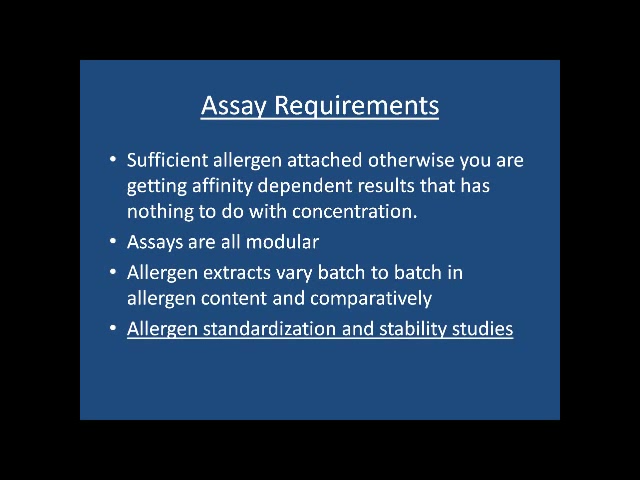 Assay Requirements
• Sufficient allergen attached otherwise you are
getting affinity dependent results that has
nothing to do with concentration.
• Assays are all modular
• Allergen extracts vary batch to batch in
allergen content and comparatively
• Allergen standardization and stability studies